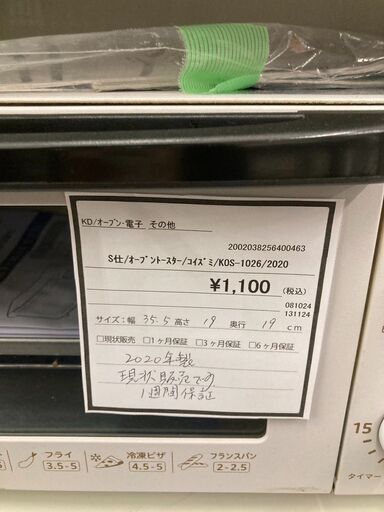 KD/オーブン・電子 その他
2002038256400463
S仕/オーブントースター/コイズミ/KOS-1026/2020
¥1,100 (税込)
081024
131124
サイズ:幅 35.5 高さ 19 奥行 19 cm
□現状販売 □1ヶ月保証 □3ヶ月保証 □6ヶ月保証
2020年製
現状販売での
1週間保証
15
フライ 冷凍ピザ フランスパン
3.5-5 4.5-5 2-2.5
タイマー